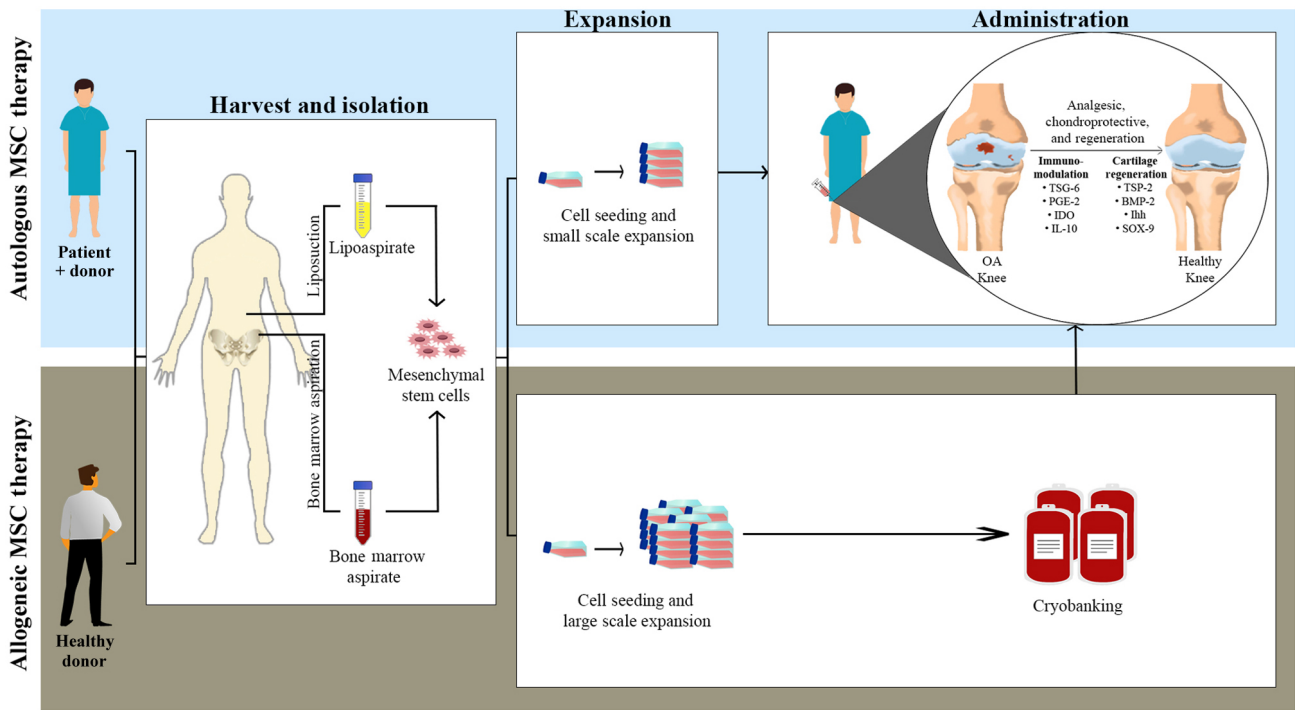 Autologous MSC therapy
Patient
+ donor
Harvest and isolation
Liposuction
Lipoaspirate
Bone marrow aspiration
Bone marrow
aspirate
Mesenchymal
stem cells
Expansion
Cell seeding and
small scale expansion
Administration
Analgesic,
chondroprotective,
and regeneration
Immuno-
modulation
• TSG-6
• PGE-2
• IDO
• IL-10
Cartilage
regeneration
• TSP-2
• BMP-2
• Ihh
• SOX-9
OA
Knee
Healthy
Knee
Allogeneic MSC therapy
Healthy
donor
Cell seeding and
large scale expansion
Cryobanking